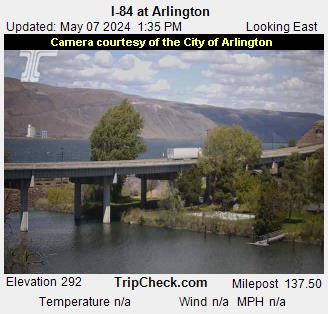 I-84 at Arlington
Updated: May 07 2024 1:35 PM Looking East
Camera courtesy of the City of Arlington
Elevation 292 TripCheck.com Milepost 137.50
Temperature n/a Wind n/a MPH n/a